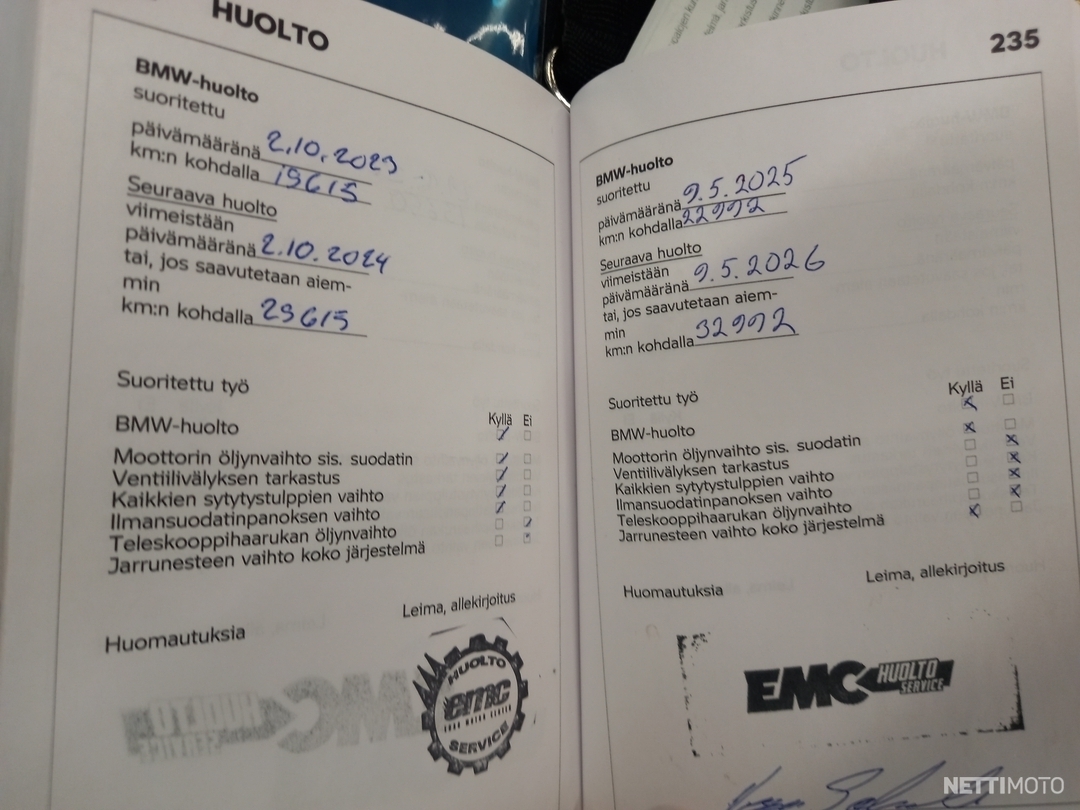 HUOLTO
BMW-huolto
suoritettu
päivämääränä 2.10.2023
km:n kohdalla 19615
Seuraava huolto
viimeistään
päivämääränä 2.10.2024
tai, jos saavutetaan aiem-
min
km:n kohdalla 29615
Suoritettu työ
Kyllä Ei
BMW-huolto
Moottorin öljynvaihto sis. suodatin
Ventiilivälyksen tarkastus
Kaikkien sytytystulppien vaihto
Ilmansuodatinpanoksen vaihto
Teleskooppihaarukan öljynvaihto
Jarrunesteen vaihto koko järjestelmä
Leima, allekirjoitus
Huomautuksia
HUOLTO
emc
SERVICE
235
BMW-huolto
suoritettu
päivämääränä 9.5.2025
km:n kohdalla 22992
Seuraava huolto
viimeistään
päivämääränä 9.5.2026
tai, jos saavutetaan aiem-
min
km:n kohdalla 32992
Suoritettu työ
Kyllä Ei
BMW-huolto
Moottorin öljynvaihto sis. suodatin
Ventiilivälyksen tarkastus
Kaikkien sytytystulppien vaihto
Ilmansuodatinpanoksen vaihto
Teleskooppihaarukan öljynvaihto
Jarrunesteen vaihto koko järjestelmä
Leima, allekirjoitus
Huomautuksia
EMC HUOLTO
SERVICE
NETTIMOTO